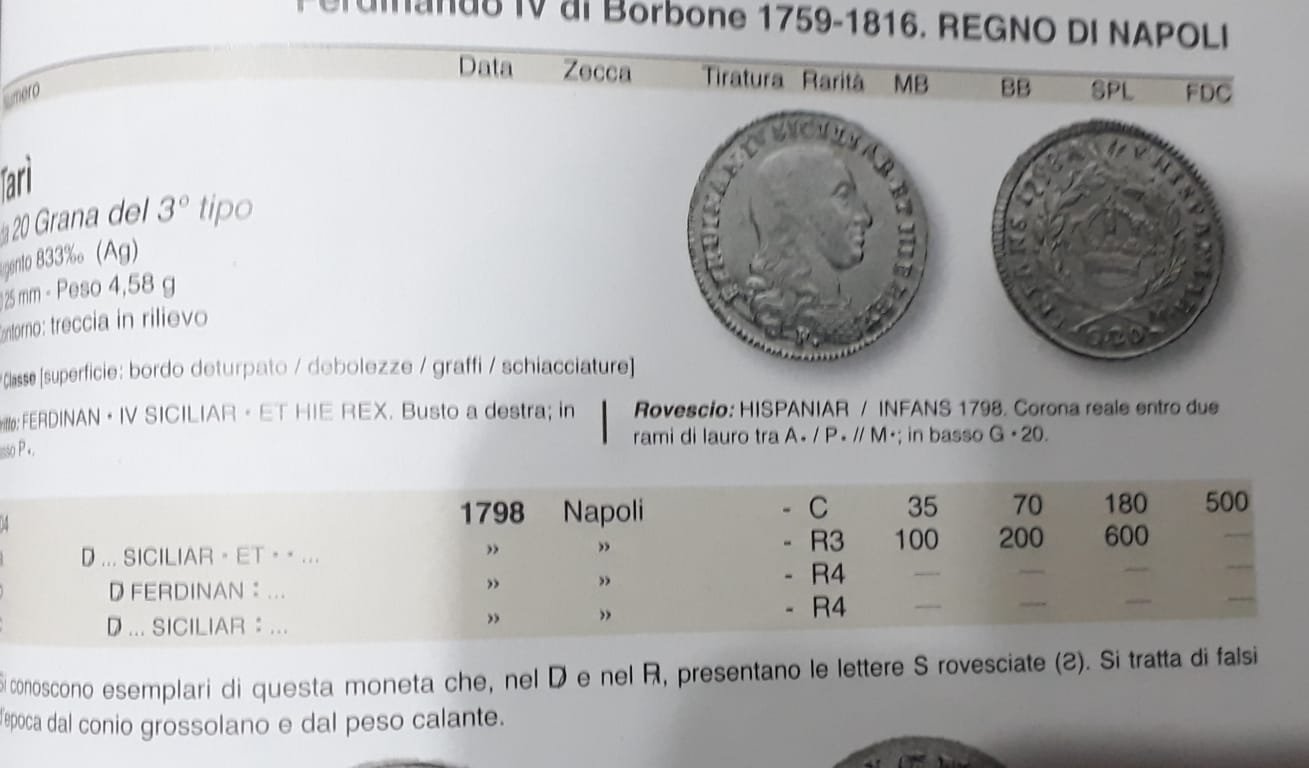 Ferdinando IV di Borbone 1759-1816. REGNO DI NAPOLI
Data Zecca Tiratura Rarità MB BB SPL FDC
Tarì
20 Grana del 3° tipo
833‰ (Ag)
25 mm - Peso 4,58 g
treccia in rilievo
Classe [superficie: bordo deturpato / debolezze / graffi / schiacciature]
FERDINAN • IV SICILIAR • ET HIE REX. Busto a destra; in
P •.
Rovescio: HISPANIAR / INFANS 1798. Corona reale entro due
rami di lauro tra A • / P • // M •; in basso G • 20.
1798 Napoli - C 35 70 180 500
D ... SICILIAR • ET • • ... » » - R3 100 200 600 —
D FERDINAN : ... » » - R4 — — — —
D ... SICILIAR : ... » » - R4 — — — —
Si conoscono esemplari di questa moneta che, nel D e nel R, presentano le lettere S rovesciate (Ƨ). Si tratta di falsi
d'epoca dal conio grossolano e dal peso calante.